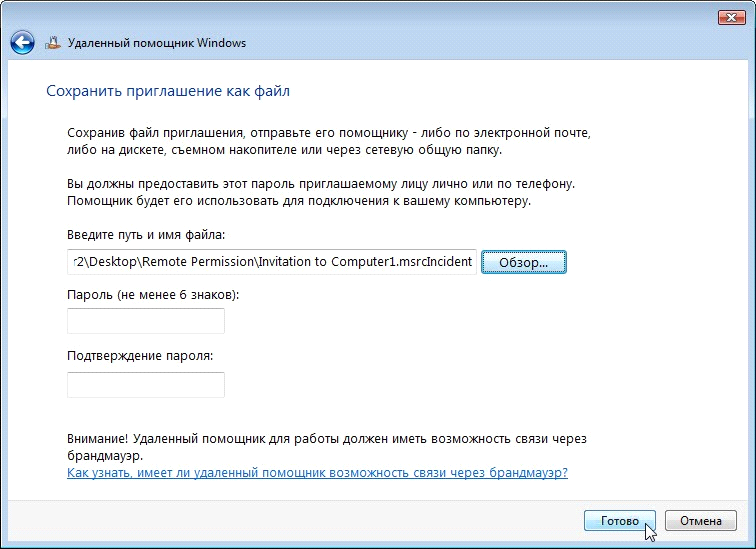 Удаленный помощник Windows
Сохранить приглашение как файл
Сохранив файл приглашения, отправьте его помощнику - либо по электронной почте,
либо на дискете, съемном накопителе или через сетевую общую папку.
Вы должны предоставить этот пароль приглашаемому лицу лично или по телефону.
Помощник будет его использовать для подключения к вашему компьютеру.
Введите путь и имя файла:
r2\Desktop\Remote Permission\Invitation to Computer1.msrcIncident
Обзор...
Пароль (не менее 6 знаков):
Подтверждение пароля:
Внимание! Удаленный помощник для работы должен иметь возможность связи через
брандмауэр.
Как узнать, имеет ли удаленный помощник возможность связи через брандмауэр?
Готово
Отмена